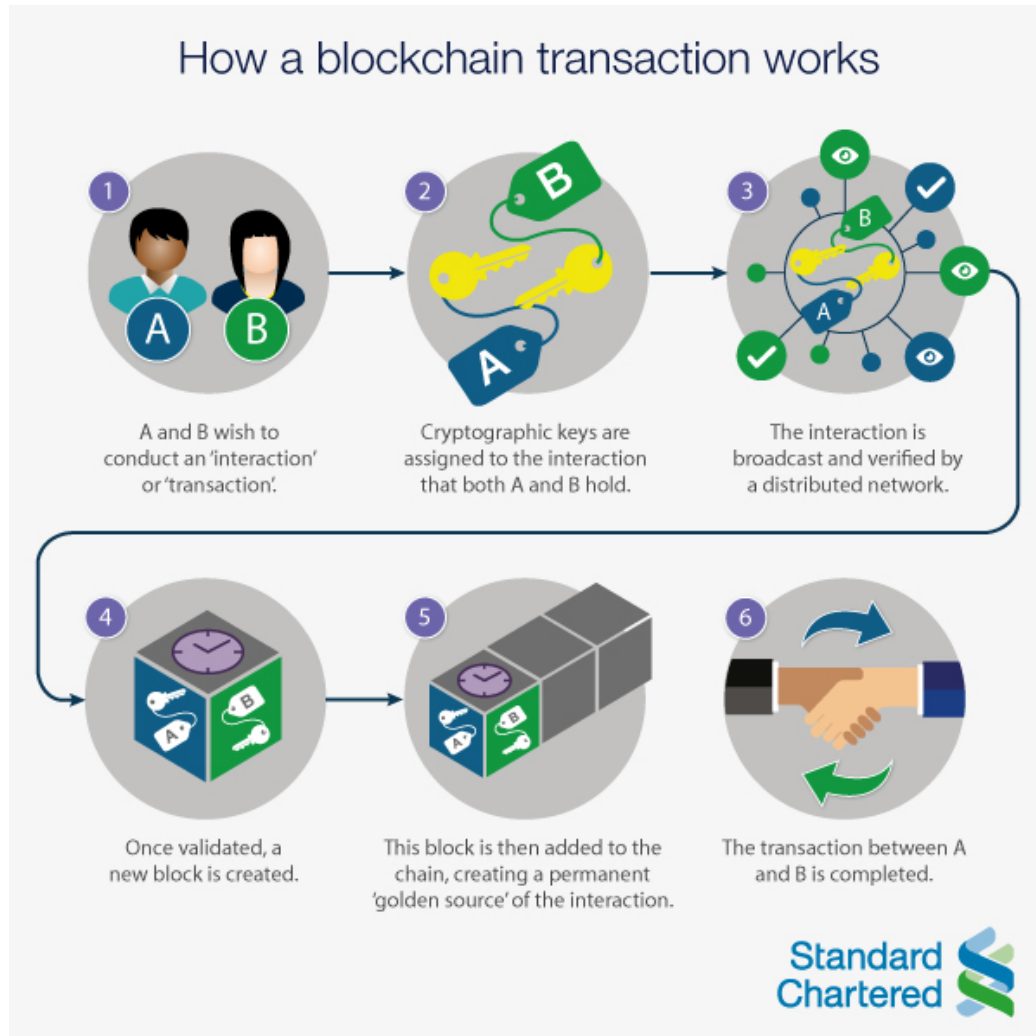 How a blockchain transaction works
1
2
3
A
B
B
A
B
A
A and B wish to
conduct an ‘interaction’
or ‘transaction’.
Cryptographic keys are
assigned to the interaction
that both A and B hold.
The interaction is
broadcast and verified by
a distributed network.
4
5
6
A
B
A
B
Once validated, a
new block is created.
This block is then added to the
chain, creating a permanent
‘golden source’ of the interaction.
The transaction between A
and B is completed.
Standard
Chartered